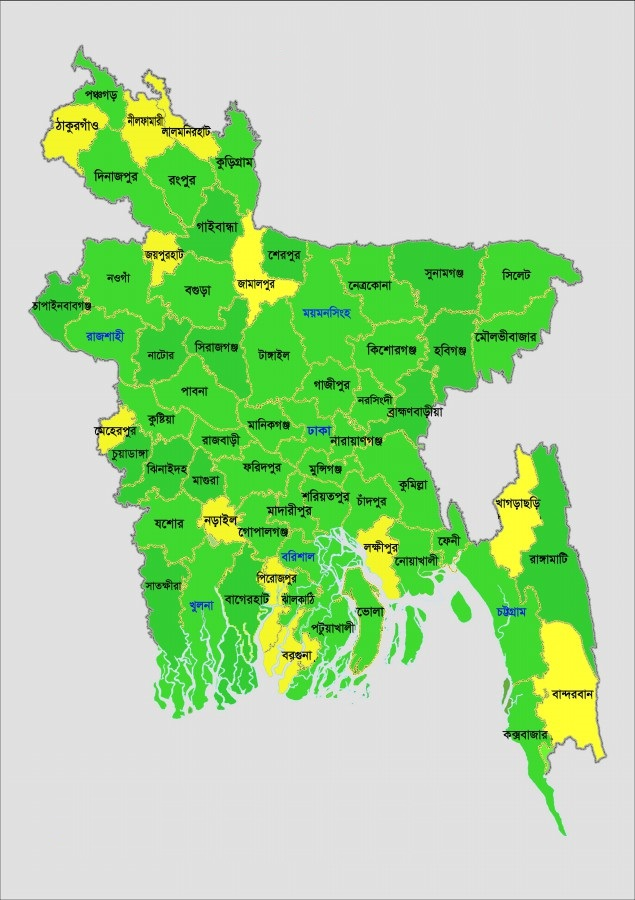 পঞ্চগড়
ঠাকুরগাঁও
নীলফামারী
লালমনিরহাট
কুড়িগ্রাম
দিনাজপুর
রংপুর
গাইবান্ধা
জয়পুরহাট
শেরপুর
নওগাঁ
বগুড়া
জামালপুর
নেত্রকোনা
সুনামগঞ্জ
সিলেট
চাপাইনবাবগঞ্জ
ময়মনসিংহ
রাজশাহী
নাটোর
সিরাজগঞ্জ
টাঙ্গাইল
কিশোরগঞ্জ
হবিগঞ্জ
মৌলভীবাজার
পাবনা
গাজীপুর
নরসিংদী
ব্রাহ্মণবাড়ীয়া
মেহেরপুর
কুষ্টিয়া
রাজবাড়ী
মানিকগঞ্জ
ঢাকা
নারায়ণগঞ্জ
চুয়াডাঙ্গা
ঝিনাইদহ
মাগুরা
ফরিদপুর
মুন্সিগঞ্জ
কুমিল্লা
শরিয়তপুর
চাঁদপুর
খাগড়াছড়ি
যশোর
নড়াইল
মাদারীপুর
গোপালগঞ্জ
লক্ষীপুর
নোয়াখালী
ফেনী
রাঙ্গামাটি
বরিশাল
পিরোজপুর
সাতক্ষীরা
খুলনা
বাগেরহাট
ঝালকাঠি
ভোলা
পটুয়াখালী
চট্টগ্রাম
বরগুনা
বান্দরবান
কক্সবাজার